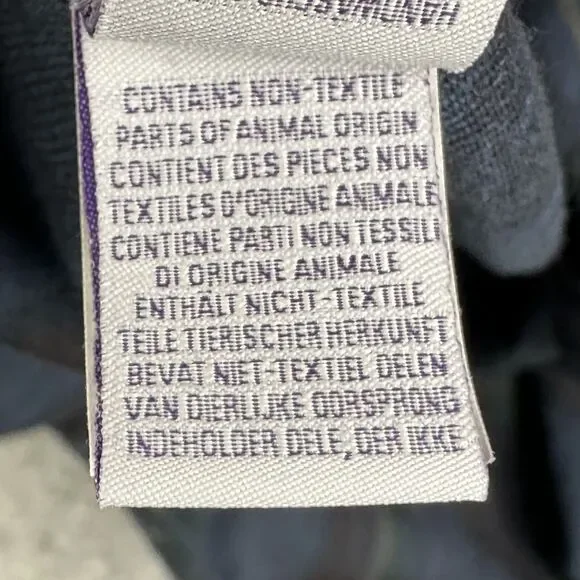 CONTAINS NON-TEXTILE
PARTS OF ANIMAL ORIGIN
CONTIENT DES PIECES NON
TEXTILES D'ORIGINE ANIMALE
CONTIENE PARTI NON TESSILI
DI ORIGINE ANIMALE
ENTHÄLT NICHT-TEXTILE
TEILE TIERISCHER HERKUNFT
BEVAT NIET-TEXTIEL DELEN
VAN DIERLIJKE OORSPRONG
INDEHOLDER DELE, DER IKKE